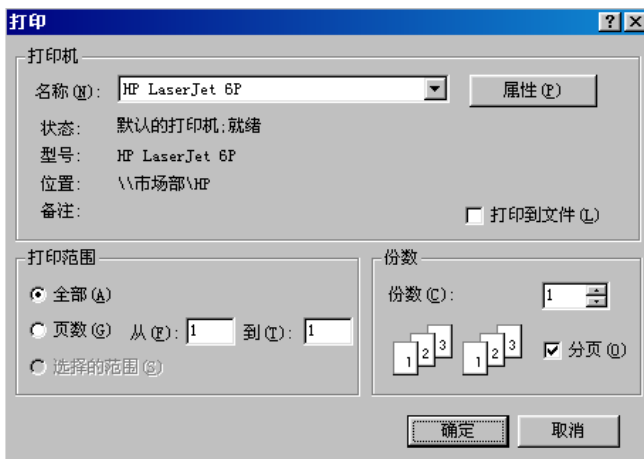 打印
打印机
名称(N): HP LaserJet 6P 属性(P)
状态: 默认的打印机;就绪
型号: HP LaserJet 6P
位置: \\市场部\HP
备注:
打印到文件(L)
打印范围
全部(A)
页数(G) 从(F): 1 到(T): 1
选择的范围(S)
份数
份数(C): 1
1 2 3 1 2 3
分页(O)
确定 取消